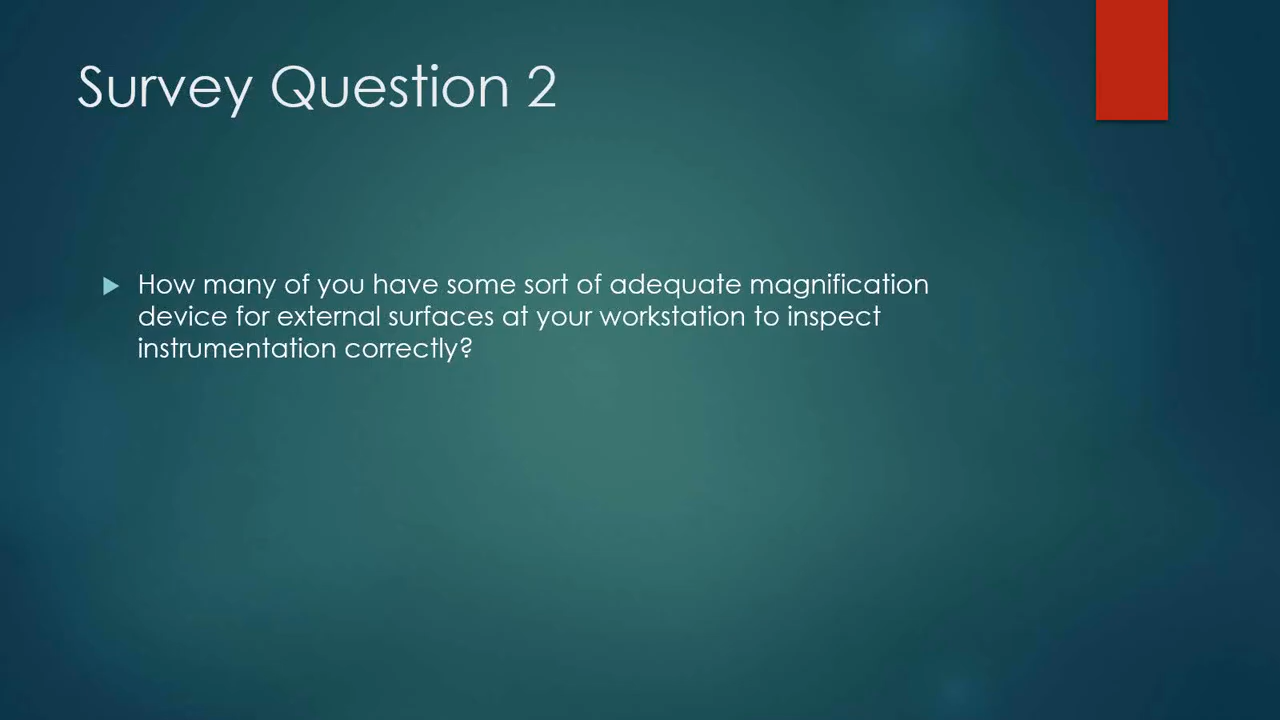 Survey Question 2
How many of you have some sort of adequate magnification
device for external surfaces at your workstation to inspect
instrumentation correctly?